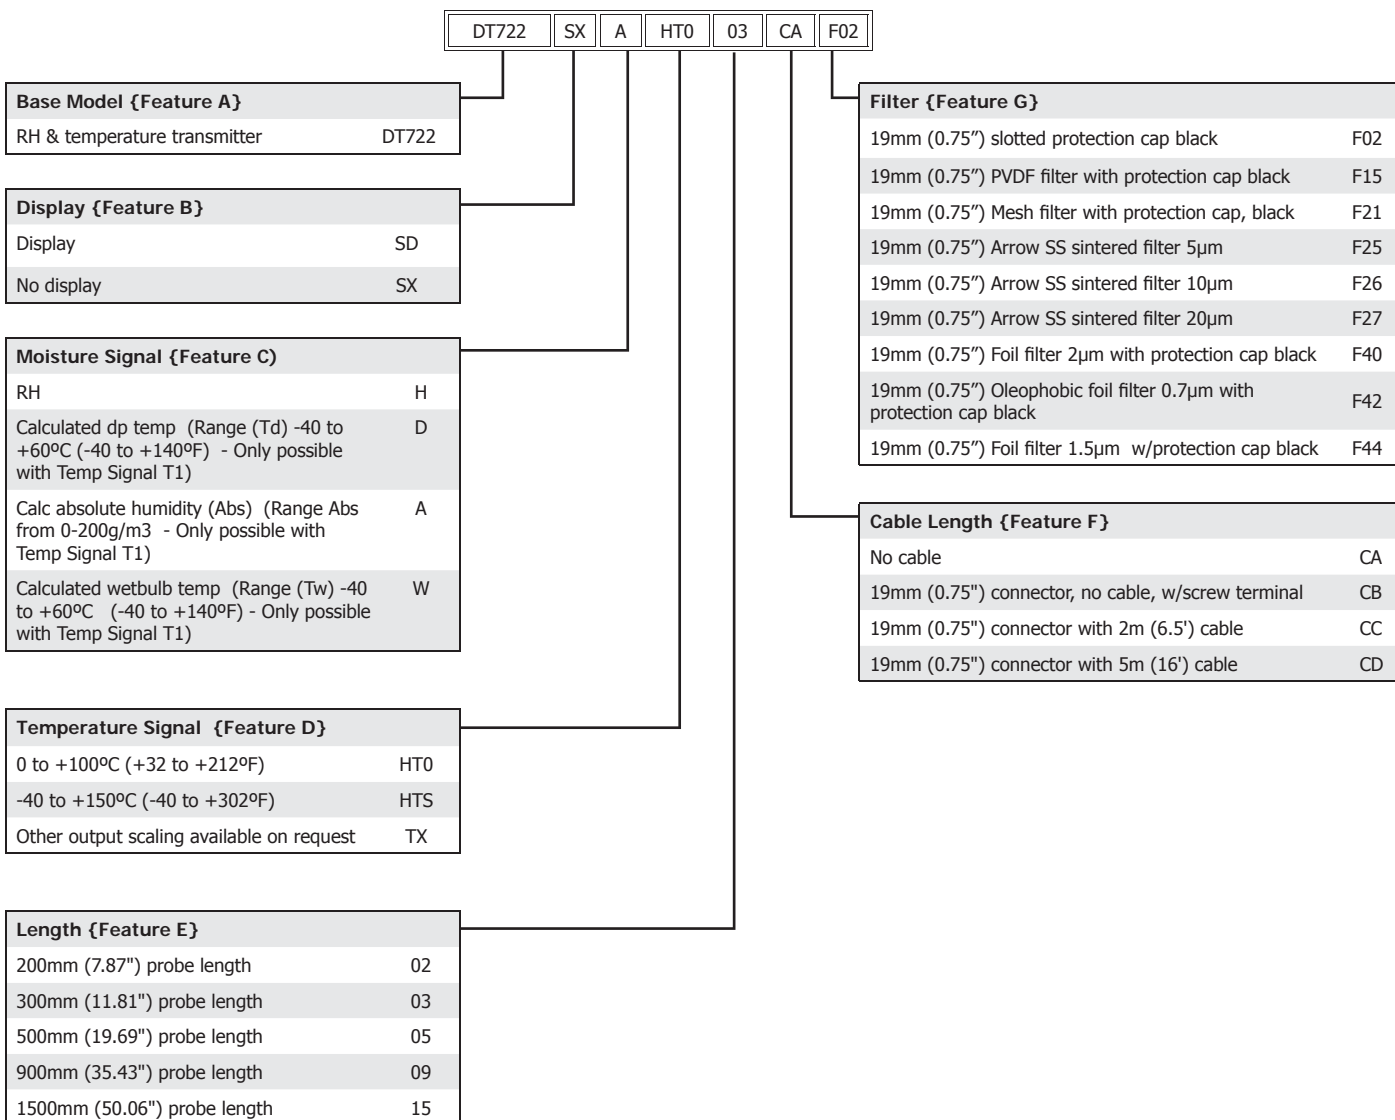 DT722 SX A HT0 03 CA F02
Base Model {Feature A}
RH & temperature transmitter DT722
Display {Feature B}
Display SD
No display SX
Moisture Signal {Feature C)
RH H
Calculated dp temp (Range (Td) -40 to D
+60ºC (-40 to +140ºF) - Only possible
with Temp Signal T1)
Calc absolute humidity (Abs) (Range Abs A
from 0-200g/m3 - Only possible with
Temp Signal T1)
Calculated wetbulb temp (Range (Tw) -40 W
to +60ºC (-40 to +140ºF) - Only possible
with Temp Signal T1)
Temperature Signal {Feature D}
0 to +100ºC (+32 to +212ºF) HT0
-40 to +150ºC (-40 to +302ºF) HTS
Other output scaling available on request TX
Length {Feature E}
200mm (7.87") probe length 02
300mm (11.81") probe length 03
500mm (19.69") probe length 05
900mm (35.43") probe length 09
1500mm (50.06") probe length 15
Filter {Feature G}
19mm (0.75”) slotted protection cap black F02
19mm (0.75”) PVDF filter with protection cap black F15
19mm (0.75”) Mesh filter with protection cap, black F21
19mm (0.75”) Arrow SS sintered filter 5µm F25
19mm (0.75”) Arrow SS sintered filter 10µm F26
19mm (0.75”) Arrow SS sintered filter 20µm F27
19mm (0.75”) Foil filter 2µm with protection cap black F40
19mm (0.75”) Oleophobic foil filter 0.7µm with
protection cap black F42
19mm (0.75”) Foil filter 1.5µm w/protection cap black F44
Cable Length {Feature F}
No cable CA
19mm (0.75") connector, no cable, w/screw terminal CB
19mm (0.75") connector with 2m (6.5') cable CC
19mm (0.75") connector with 5m (16') cable CD